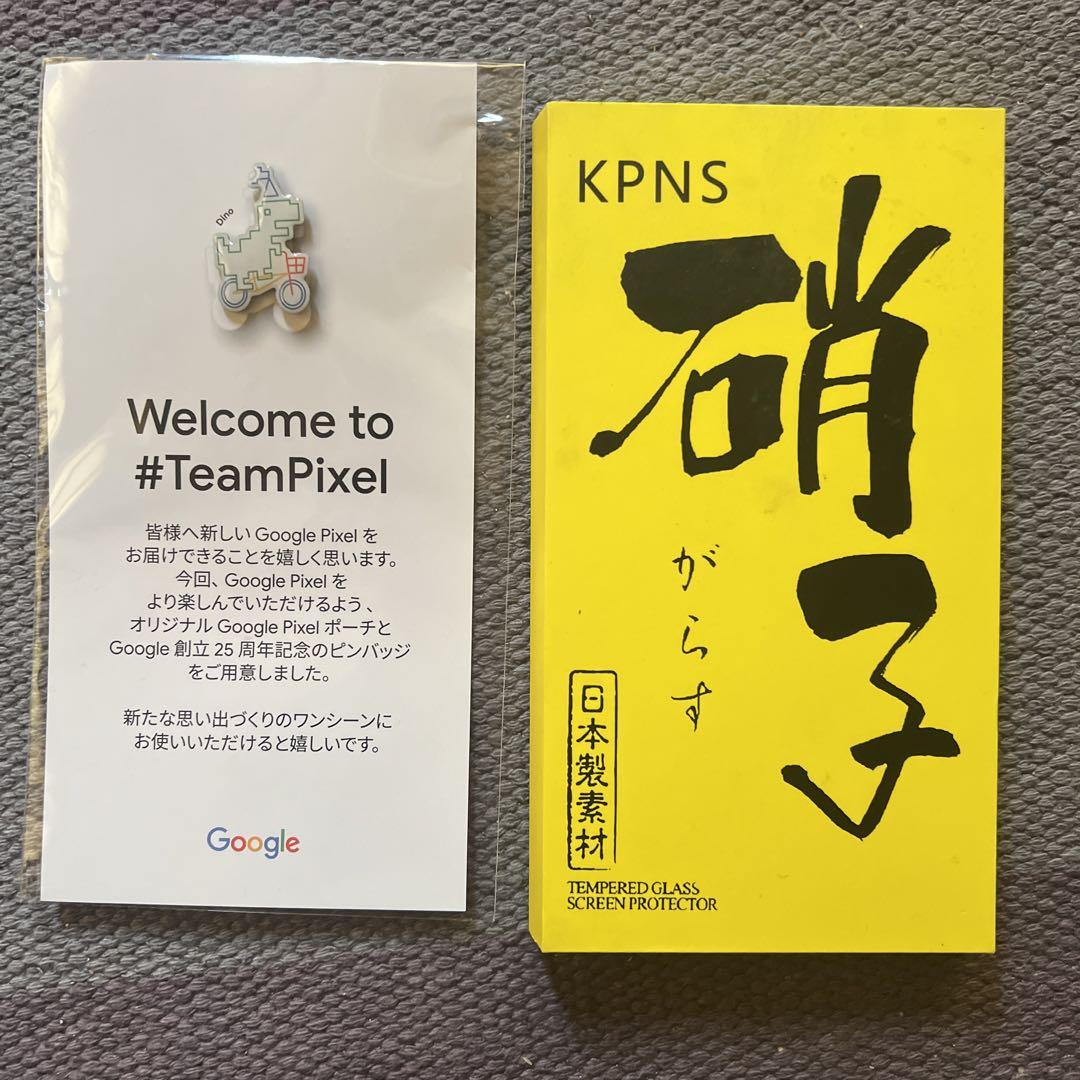 Dino
Welcome to
#TeamPixel
皆様へ新しい Google Pixel を
お届けできることを嬉しく思います。
今回、Google Pixel を
より楽しんでいただけるよう、
オリジナル Google Pixel ポーチと
Google 創立 25 周年記念のピンバッジ
をご用意しました。
新たな思い出づくりのワンシーンに
お使いいただけると嬉しいです。
Google
KPNS
硝子
がらす
日本製素材
TEMPERED GLASS
SCREEN PROTECTOR